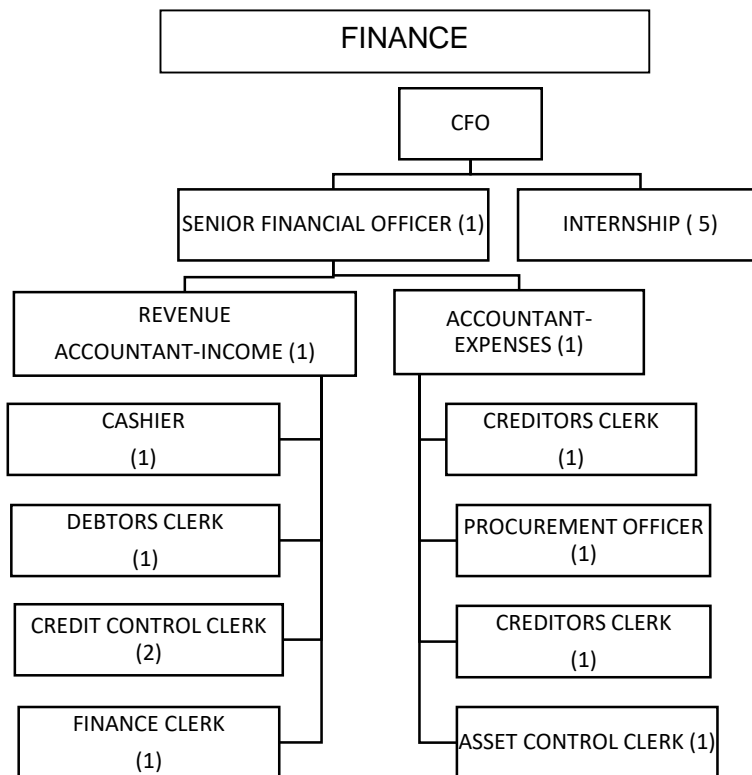 FINANCE
CFO
SENIOR FINANCIAL OFFICER (1)
INTERNSHIP ( 5)
REVENUE
ACCOUNTANT-INCOME (1)
ACCOUNTANT-
EXPENSES (1)
CASHIER
(1)
DEBTORS CLERK
(1)
CREDIT CONTROL CLERK
(2)
FINANCE CLERK
(1)
CREDITORS CLERK
(1)
PROCUREMENT OFFICER
(1)
CREDITORS CLERK
(1)
ASSET CONTROL CLERK (1)